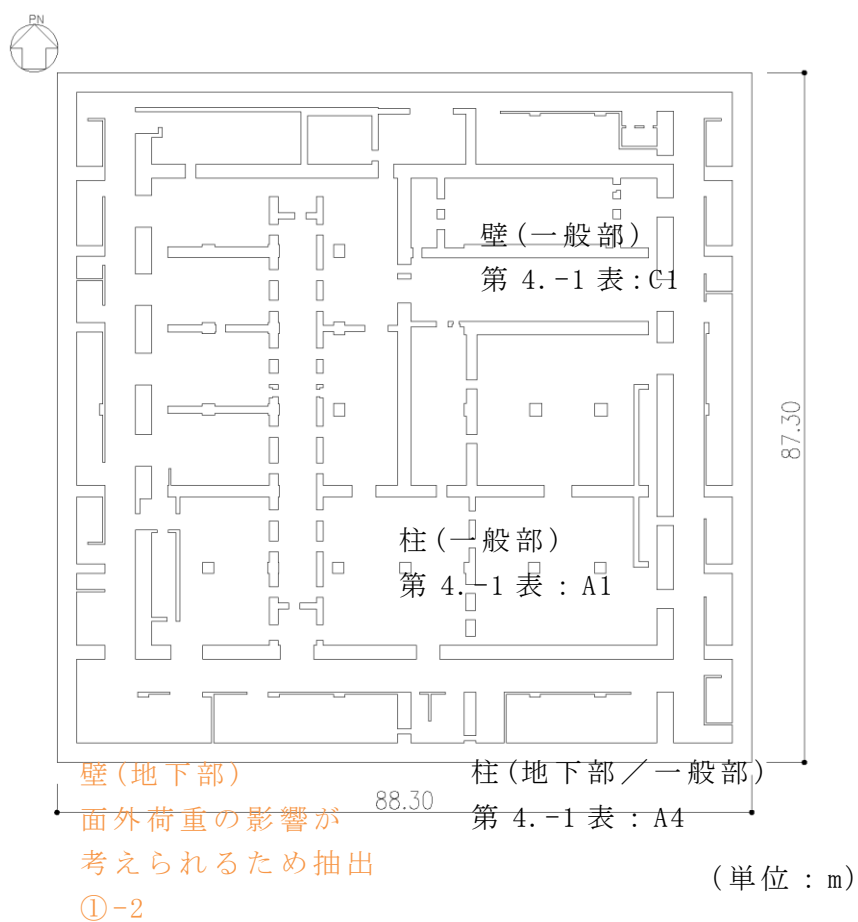 PN
壁(一般部)
第 4.-1 表:C1
87.30
柱(一般部)
第 4.-1 表 : A1
壁(地下部)
面外荷重の影響が
考えられるため抽出
①-2
88.30
柱(地下部/一般部)
第 4.-1 表 : A4
(単位 : m)